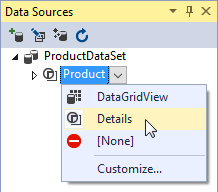 Data Sources
ProductDataSet
Product
DataGridView
Details
[None]
Customize...